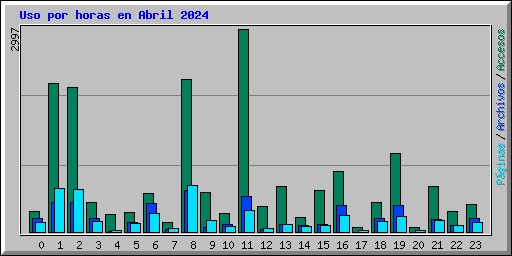 Uso por horas en Abril 2024
2997
Páginas / Archivos / Accesos
0 1 2 3 4 5 6 7 8 9 10 11 12 13 14 15 16 17 18 19 20 21 22 23